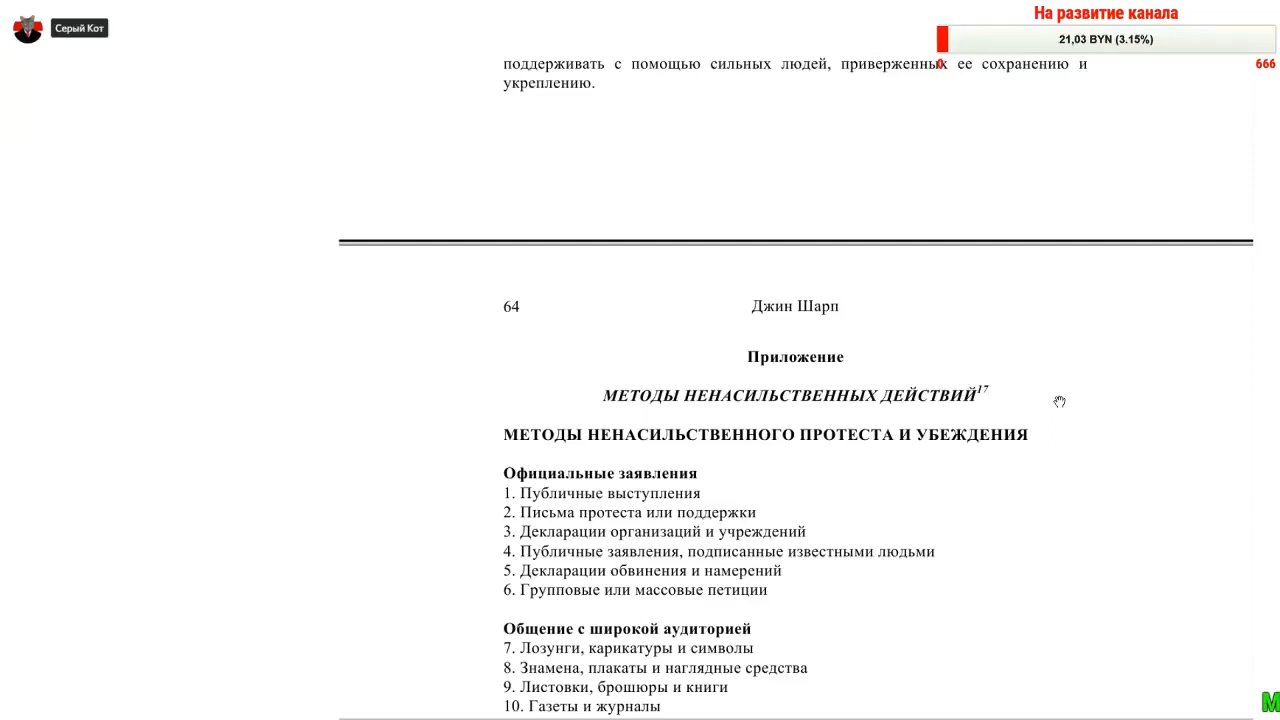 Серый Кот
На развитие канала
21,03 BYN (3.15%)
0
666
поддерживать с помощью сильных людей, приверженных ее сохранению и
укреплению.
64
Джин Шарп
Приложение
МЕТОДЫ НЕНАСИЛЬСТВЕННЫХ ДЕЙСТВИЙ17
МЕТОДЫ НЕНАСИЛЬСТВЕННОГО ПРОТЕСТА И УБЕЖДЕНИЯ
Официальные заявления
1. Публичные выступления
2. Письма протеста или поддержки
3. Декларации организаций и учреждений
4. Публичные заявления, подписанные известными людьми
5. Декларации обвинения и намерений
6. Групповые или массовые петиции
Общение с широкой аудиторией
7. Лозунги, карикатуры и символы
8. Знамена, плакаты и наглядные средства
9. Листовки, брошюры и книги
10. Газеты и журналы
М